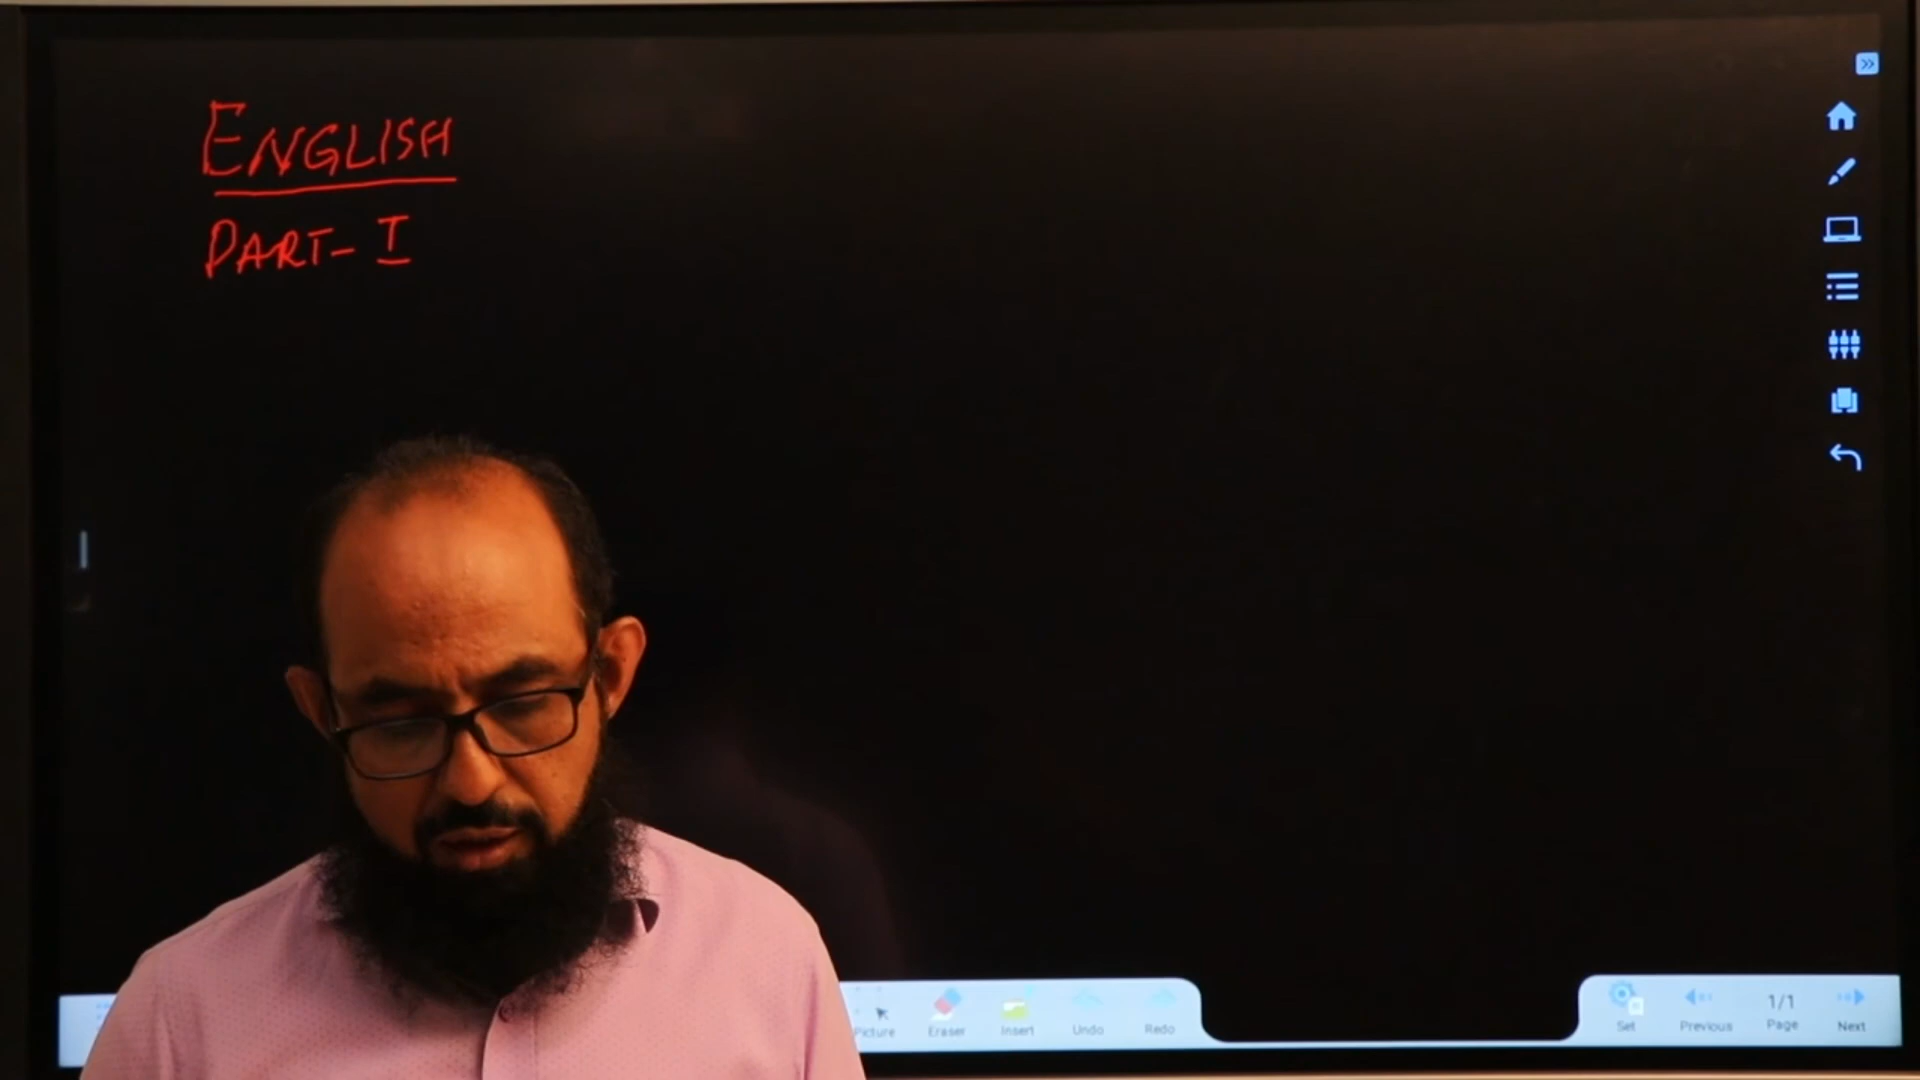 ENGLISH
PART-I
Picture
Eraser
Insert
Undo
Redo
Set
Previous
1/1
Page
Next